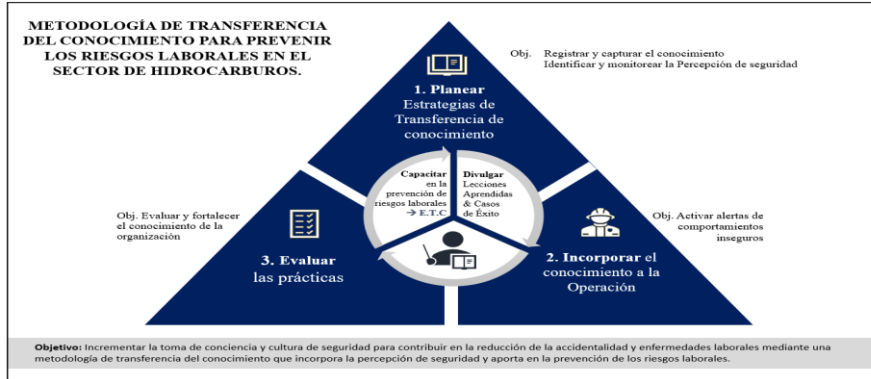 METODOLOGÍA DE TRANSFERENCIA
DEL CONOCIMIENTO PARA PREVENIR
LOS RIESGOS LABORALES EN EL
SECTOR DE HIDROCARBUROS.
Obj. Registrar y capturar el conocimiento
Identificar y monitorear la Percepción de seguridad
1. Planear
Estrategias de
Transferencia de
conocimiento
Capacitar
en la
prevención de
riesgos laborales
→ E.T.C
Divulgar
Lecciones
Aprendidas
& Casos
de Éxito
Obj. Evaluar y fortalecer
el conocimiento de la
organización
3. Evaluar
las prácticas
Obj. Activar alertas de
comportamientos
inseguros
2. Incorporar el
conocimiento a la
Operación
Objetivo: Incrementar la toma de conciencia y cultura de seguridad para contribuir en la reducción de la accidentalidad y enfermedades laborales mediante una
metodología de transferencia del conocimiento que incorpora la percepción de seguridad y aporta en la prevención de los riesgos laborales.